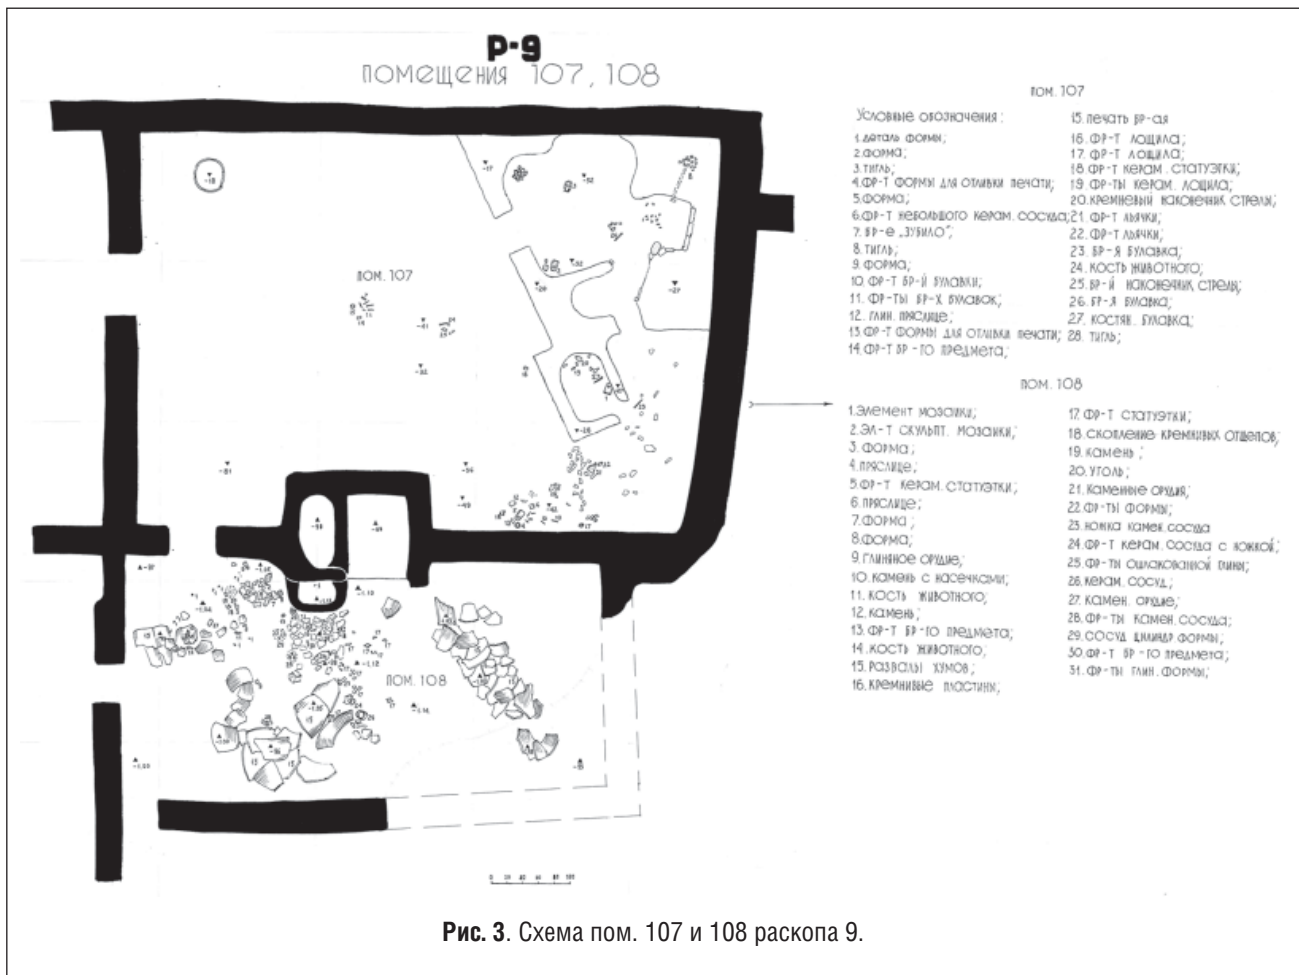 Р-9
ПОМЕЩЕНИЯ 107, 108
ПОМ. 107
ПОМ. 108
ПОМ. 107
Условные обозначения:
1. деталь формы;
2. форма;
3. тигль;
4. фр-т формы для отливки печати;
5. форма;
6. фр-т небольшого керам. сосуда;
7. бр-е „зубило";
8. тигль;
9. форма;
10. фр-т бр-й булавки;
11. фр-ты бр-х булавок;
12. глин. пряслице;
13. фр-т формы для отливки печати;
14. фр-т бр-го предмета;
15. печать бр-ая
16. фр-т лощила;
17. фр-т лощила;
18. фр-т керам. статуэтки;
19. фр-ты керам. лощила;
20. кремневый наконечник стрелы;
21. фр-т льячки;
22. фр-т льячки;
23. бр-я булавка;
24. кость животного;
25. бр-й наконечник стрелы;
26. бр-я булавка;
27. костян. булавка;
28. тигль;
ПОМ. 108
1. элемент мозаики;
2. эл-т скульпт. мозаики;
3. форма;
4. пряслице;
5. фр-т керам. статуэтки;
6. пряслице;
7. форма;
8. форма;
9. глиняное орудие;
10. камень с насечками;
11. кость животного;
12. камень;
13. фр-т бр-го предмета;
14. кость животного;
15. развалы хумов;
16. кремнивые пластины;
17. фр-т статуэтки;
18. скопление кремнивых отщепов;
19. камень;
20. уголь;
21. каменные орудия;
22. фр-ты формы;
23. ножка камен. сосуда
24. фр-т керам. сосуда с ножкой;
25. фр-ты ошлакованной глины;
26. керам. сосуд;
27. камен. орудие;
28. фр-ты камен. сосуда;
29. сосуд цилиндр формы;
30. фр-т бр-го предмета;
31. фр-ты глин. формы;
0 20 40 60 80 100
Рис. 3. Схема пом. 107 и 108 раскопа 9.